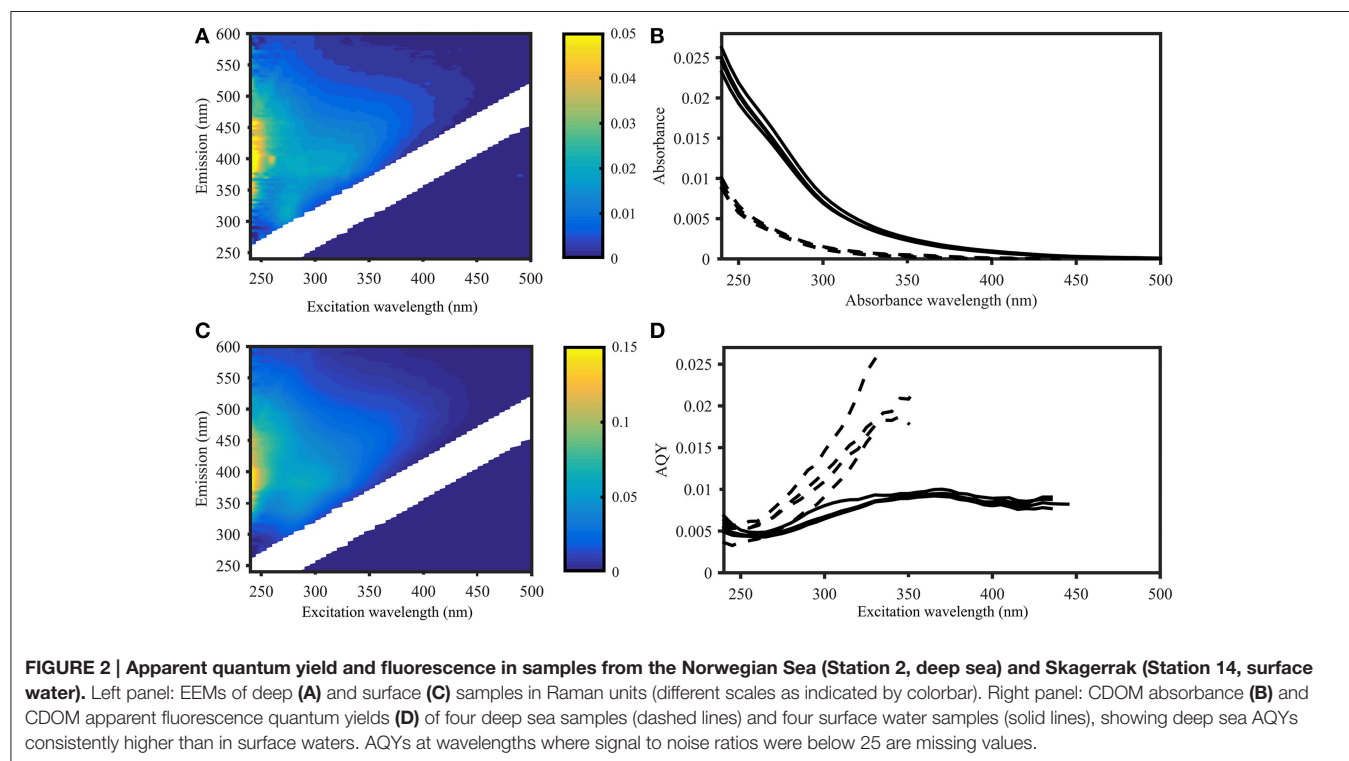 A
600
550
500
450
400
350
300
250
Emission (nm)
250 300 350 400 450 500
Excitation wavelength (nm)
0.05
0.04
0.03
0.02
0.01
0
B
0.025
0.02
0.015
0.01
0.005
0
Absorbance
250 300 350 400 450 500
Absorbance wavelength (nm)
C
600
550
500
450
400
350
300
250
Emission (nm)
250 300 350 400 450 500
Excitation wavelength (nm)
0.15
0.1
0.05
0
D
0.025
0.02
0.015
0.01
0.005
0
AQY
250 300 350 400 450 500
Excitation wavelength (nm)
FIGURE 2 | Apparent quantum yield and fluorescence in samples from the Norwegian Sea (Station 2, deep sea) and Skagerrak (Station 14, surface
water). Left panel: EEMs of deep (A) and surface (C) samples in Raman units (different scales as indicated by colorbar). Right panel: CDOM absorbance (B) and
CDOM apparent fluorescence quantum yields (D) of four deep sea samples (dashed lines) and four surface water samples (solid lines), showing deep sea AQYs
consistently higher than in surface waters. AQYs at wavelengths where signal to noise ratios were below 25 are missing values.